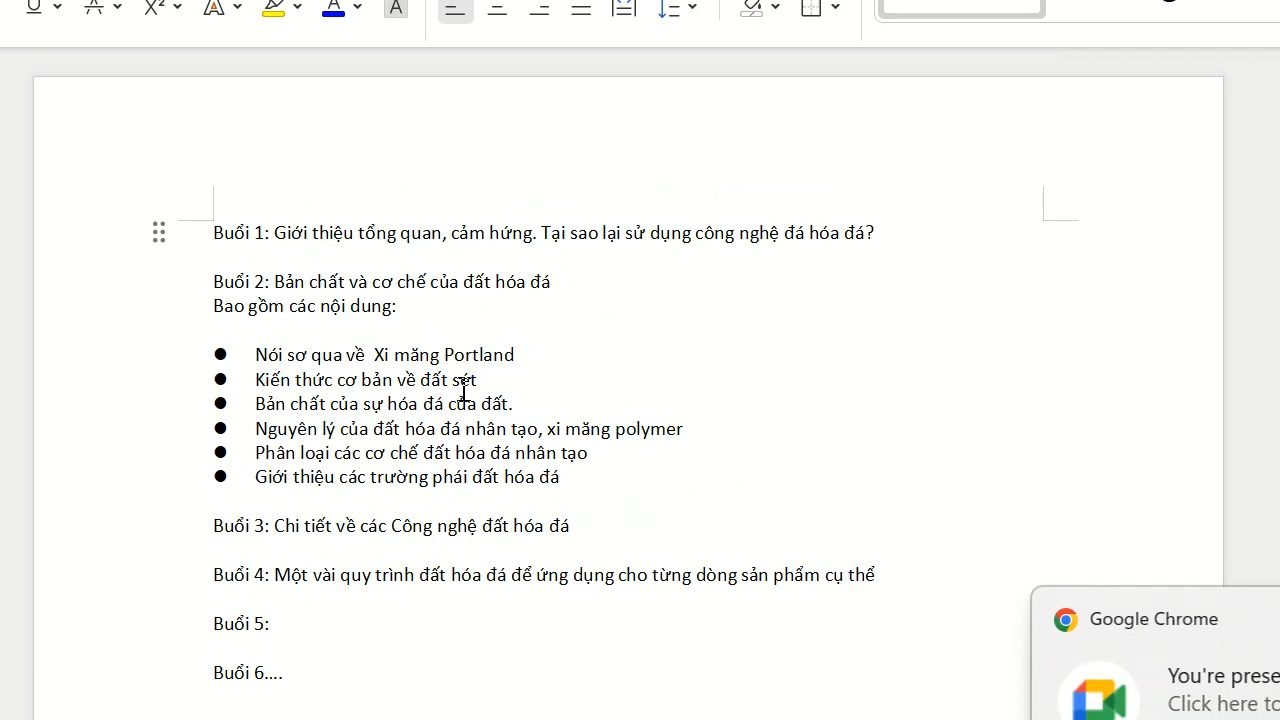 Buổi 1: Giới thiệu tổng quan, cảm hứng. Tại sao lại sử dụng công nghệ đá hóa đá?
Buổi 2: Bản chất và cơ chế của đất hóa đá
Bao gồm các nội dung:
● Nói sơ qua về  Xi măng Portland
● Kiến thức cơ bản về đất sét
● Bản chất của sự hóa đá của đất.
● Nguyên lý của đất hóa đá nhân tạo, xi măng polymer
● Phân loại các cơ chế đất hóa đá nhân tạo
● Giới thiệu các trường phái đất hóa đá
Buổi 3: Chi tiết về các Công nghệ đất hóa đá
Buổi 4: Một vài quy trình đất hóa đá để ứng dụng cho từng dòng sản phẩm cụ thể
Buổi 5:
Buổi 6....
Google Chrome
You're prese
Click here to